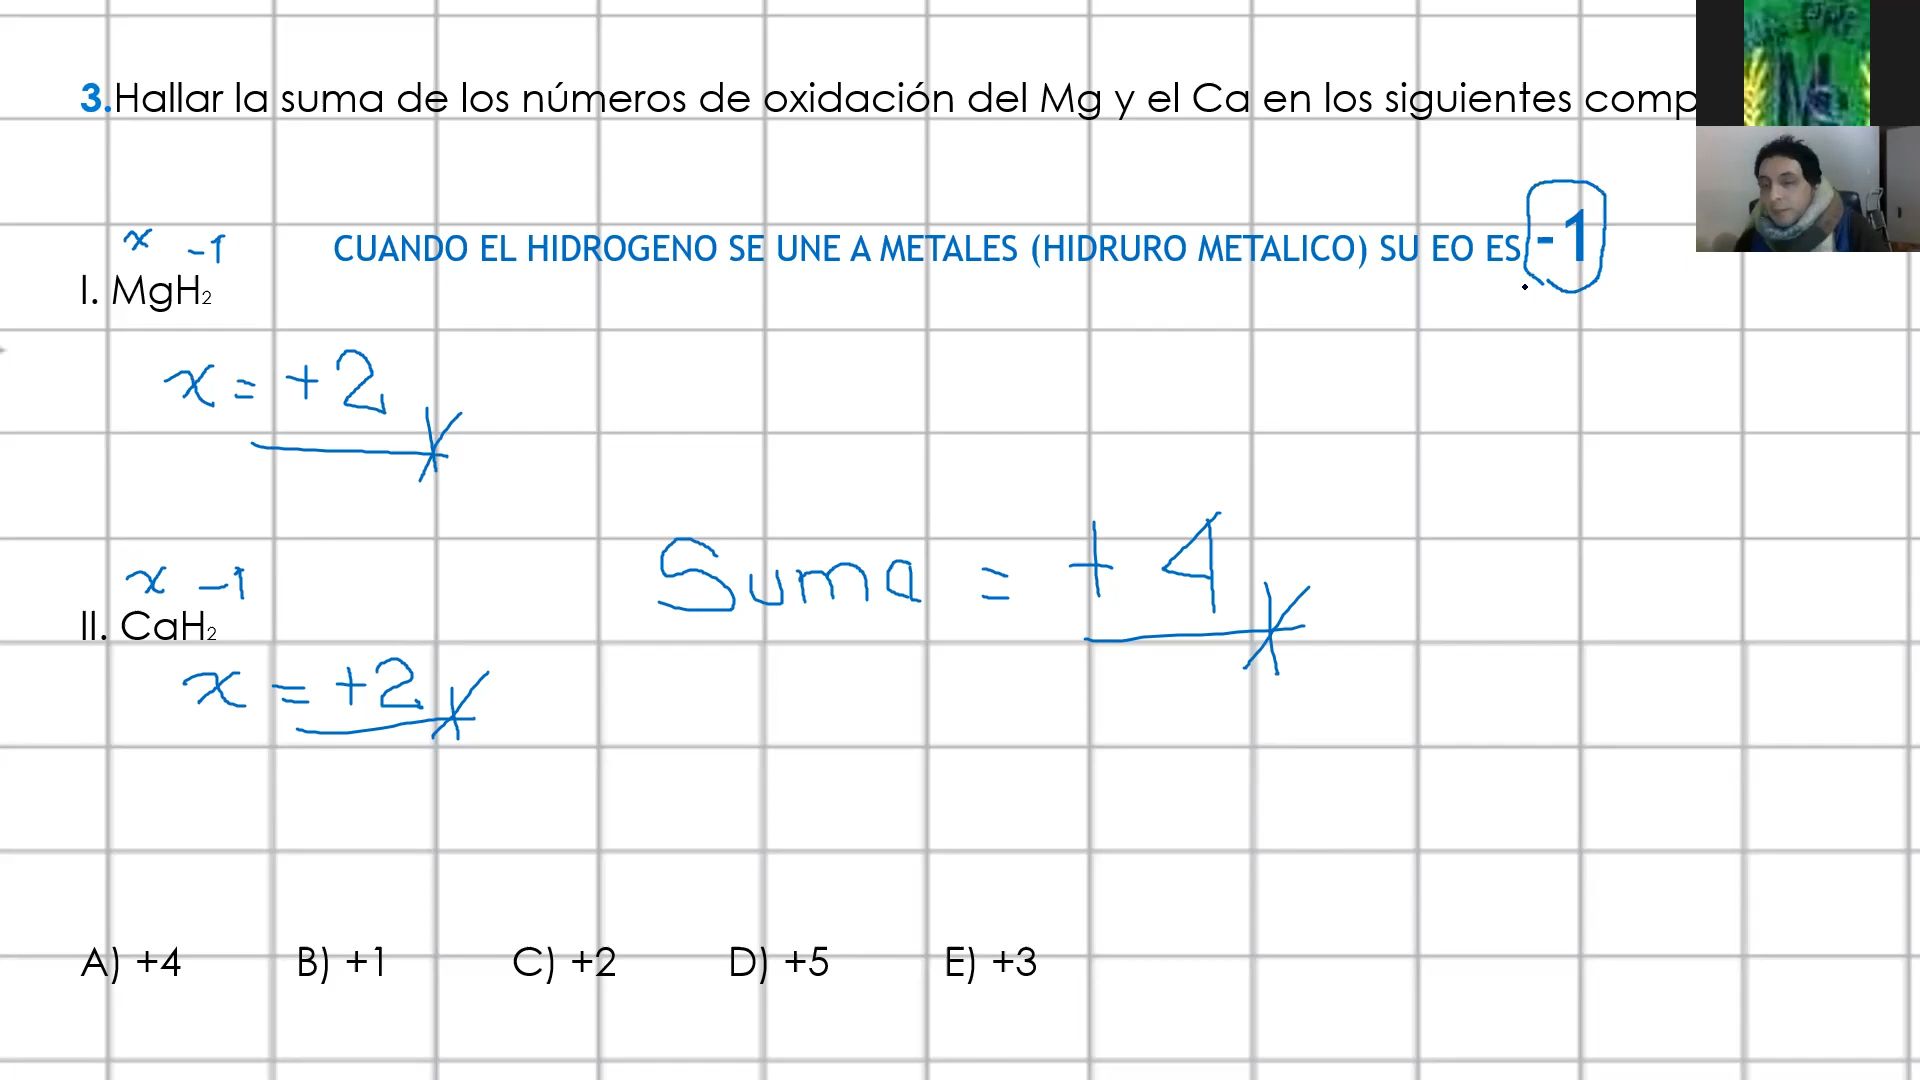 3.Hallar la suma de los números de oxidación del Mg y el Ca en los siguientes comp
x -1
CUANDO EL HIDROGENO SE UNE A METALES (HIDRURO METALICO) SU EO ES -1
I. MgH₂
x = +2
Suma = +4
x -1
II. CaH₂
x = +2
A) +4 B) +1 C) +2 D) +5 E) +3